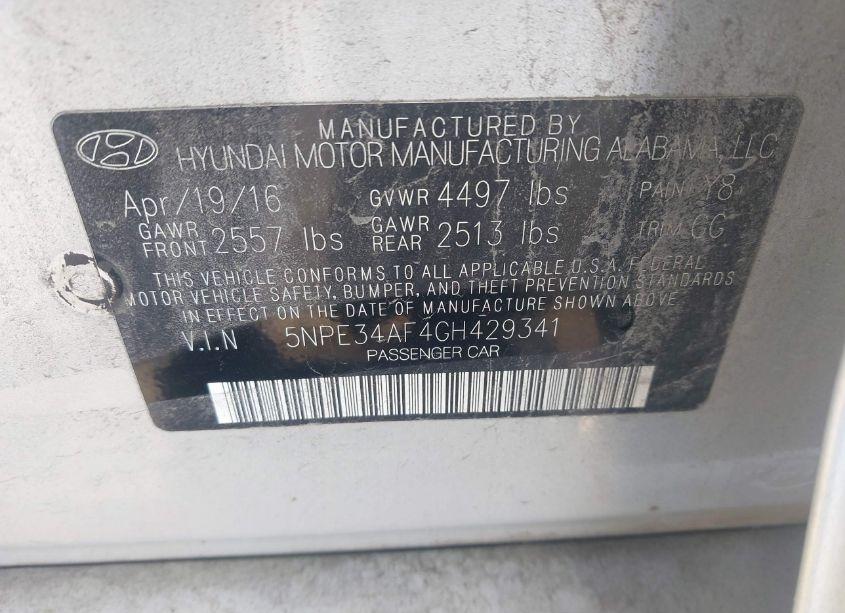 MANUFACTURED BY
HYUNDAI MOTOR MANUFACTURING ALABAMA, LLC
Apr/19/16 GVWR 4497 lbs PAINT Y8
GAWR FRONT 2557 lbs GAWR REAR 2513 lbs TRIM GG
THIS VEHICLE CONFORMS TO ALL APPLICABLE U.S.A. FEDERAL
MOTOR VEHICLE SAFETY, BUMPER, AND THEFT PREVENTION STANDARDS
IN EFFECT ON THE DATE OF MANUFACTURE SHOWN ABOVE
V.I.N 5NPE34AF4GH429341
PASSENGER CAR